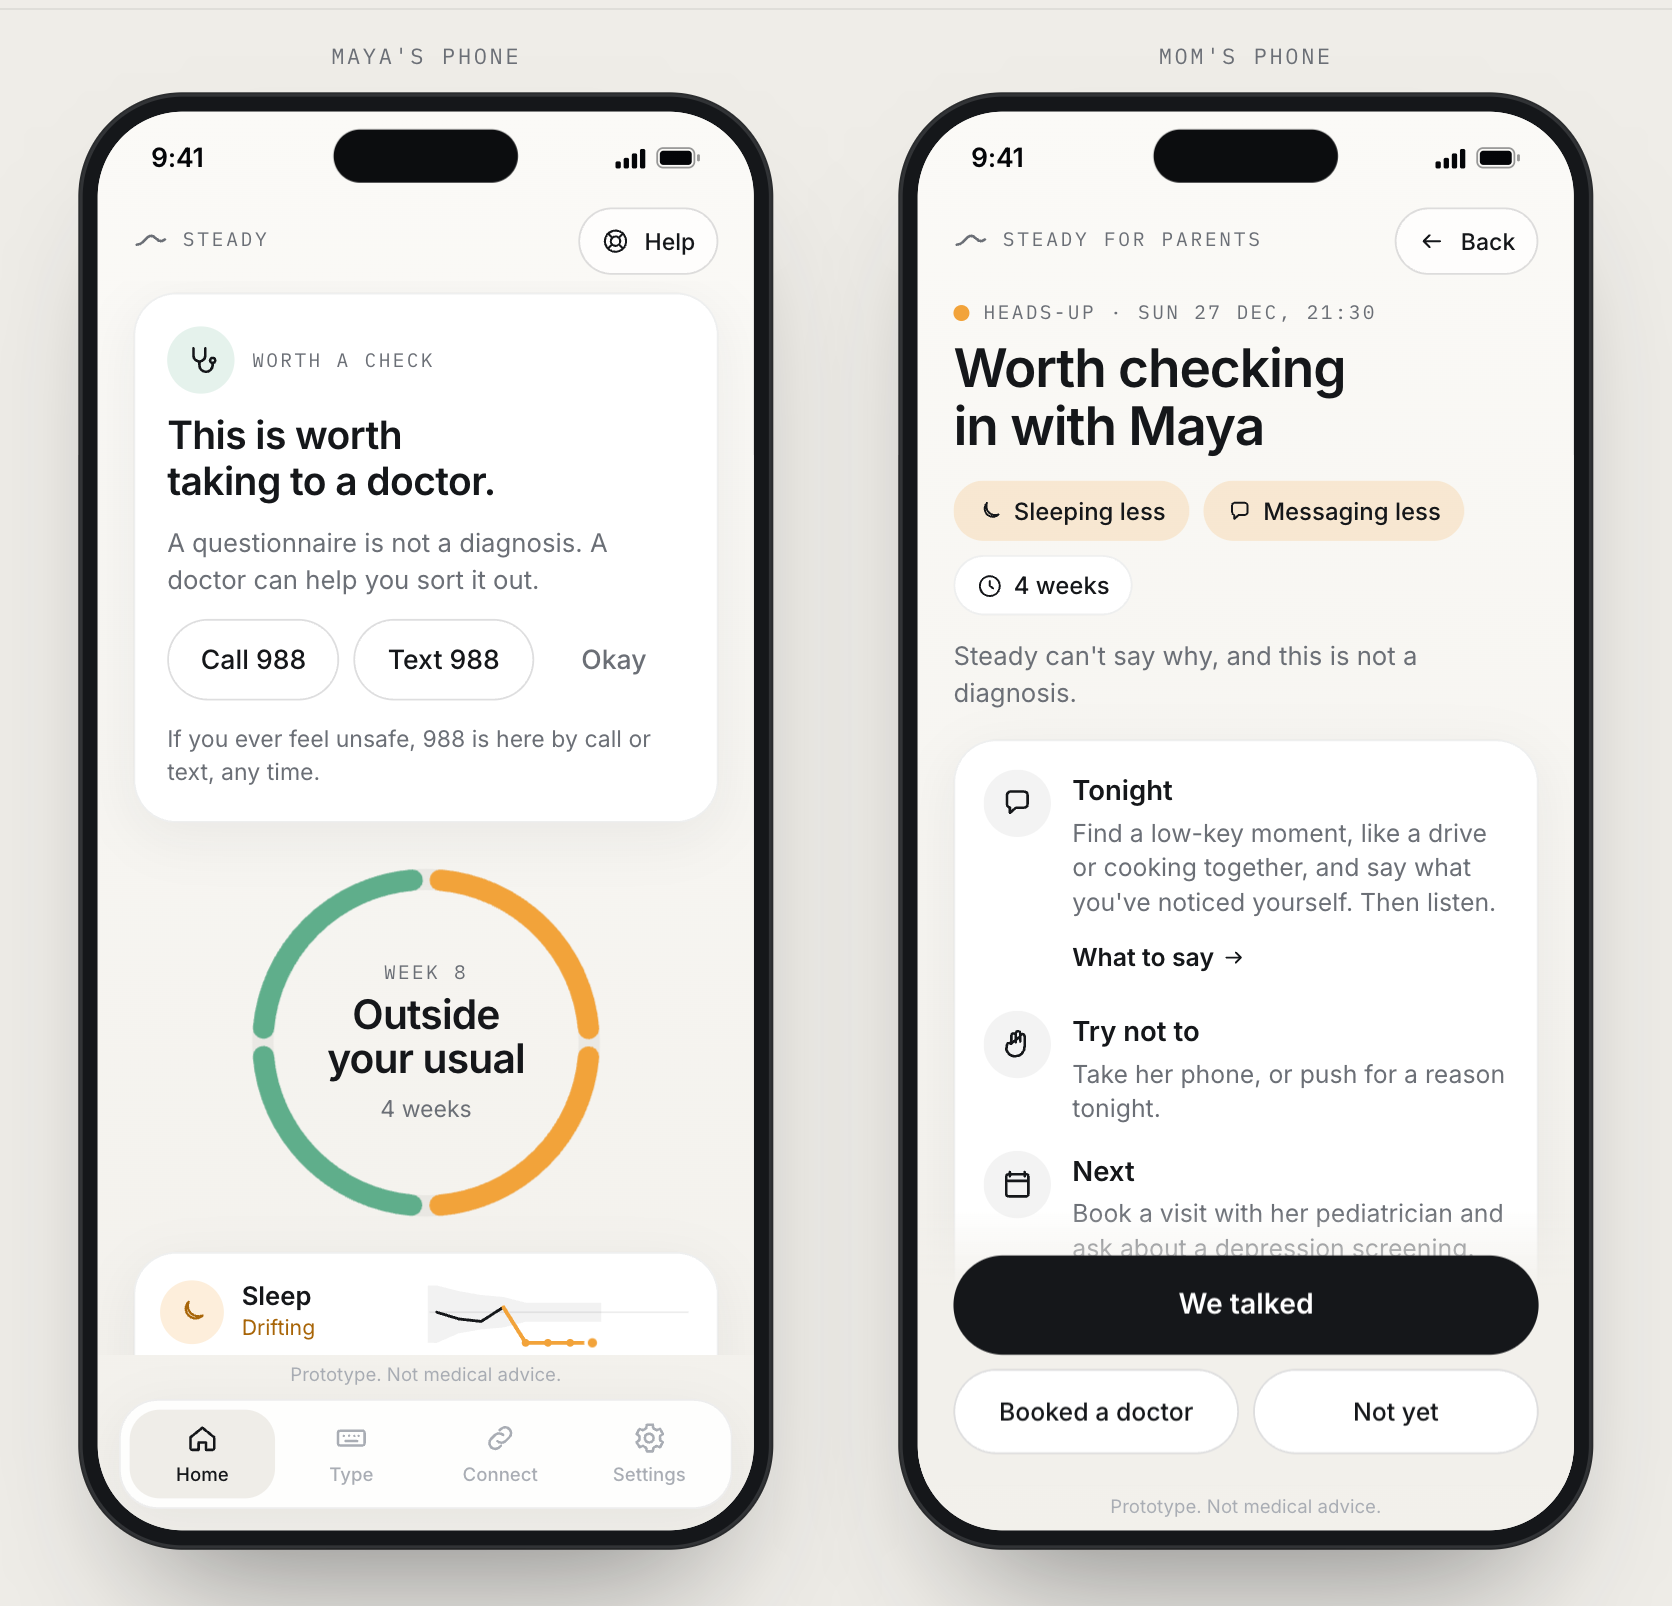 MAYA'S PHONE
9:41
STEADY
Help
WORTH A CHECK
This is worth
taking to a doctor.
A questionnaire is not a diagnosis. A
doctor can help you sort it out.
Call 988
Text 988
Okay
If you ever feel unsafe, 988 is here by call or
text, any time.
WEEK 8
Outside
your usual
4 weeks
Sleep
Drifting
Prototype. Not medical advice.
Home
Type
Connect
Settings
MOM'S PHONE
9:41
STEADY FOR PARENTS
Back
HEADS-UP · SUN 27 DEC, 21:30
Worth checking
in with Maya
Sleeping less
Messaging less
4 weeks
Steady can't say why, and this is not a
diagnosis.
Tonight
Find a low-key moment, like a drive
or cooking together, and say what
you've noticed yourself. Then listen.
What to say →
Try not to
Take her phone, or push for a reason
tonight.
Next
Book a visit with her pediatrician and
ask about a depression screening.
We talked
Booked a doctor
Not yet
Prototype. Not medical advice.